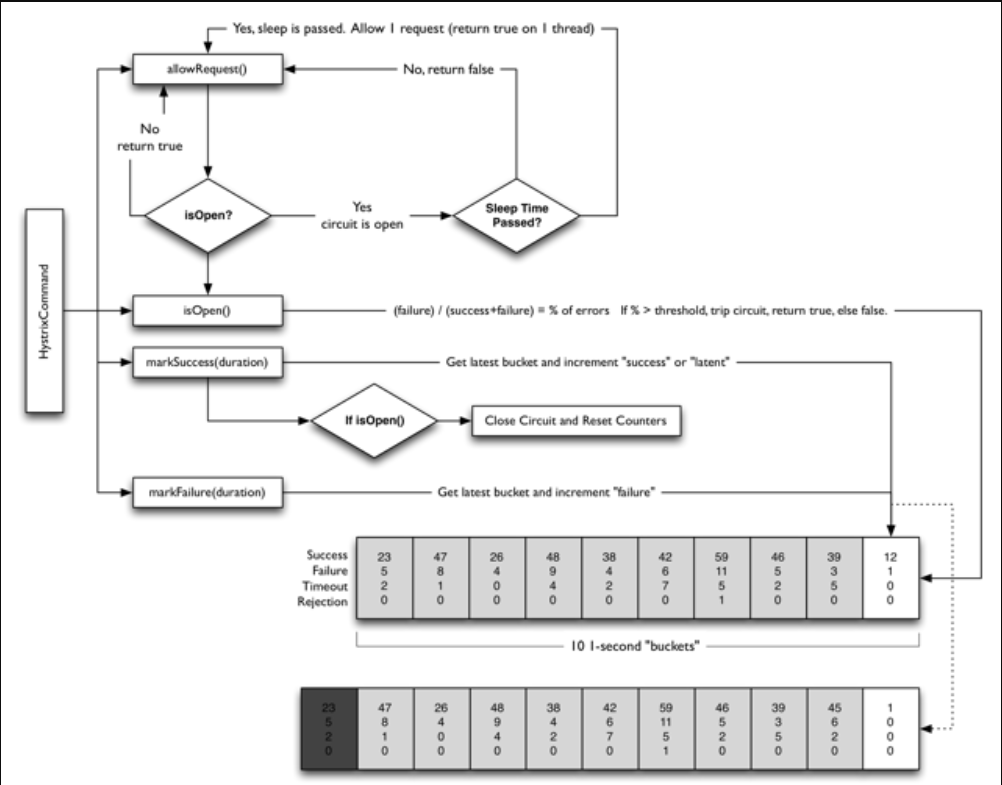 Yes, sleep is passed. Allow 1 request (return true on 1 thread)
allowRequest()
No, return false
No
return true
isOpen?
Yes
circuit is open
Sleep Time
Passed?
HystrixCommand
isOpen()
(failure) / (success+failure) = % of errors If % > threshold, trip circuit, return true, else false.
markSuccess(duration)
Get latest bucket and increment "success" or "latent"
If isOpen()
Close Circuit and Reset Counters
markFailure(duration)
Get latest bucket and increment "failure"
Success 23 47 26 48 38 42 59 46 39 12
Failure 5 8 4 9 4 6 11 5 3 1
Timeout 2 1 0 4 2 7 5 2 5 0
Rejection 0 0 0 0 0 0 1 0 0 0
10 1-second "buckets"
23 47 26 48 38 42 59 46 39 45 1
5 8 4 9 4 6 11 5 3 6 0
2 1 0 4 2 7 5 2 5 2 0
0 0 0 0 0 0 1 0 0 0 0